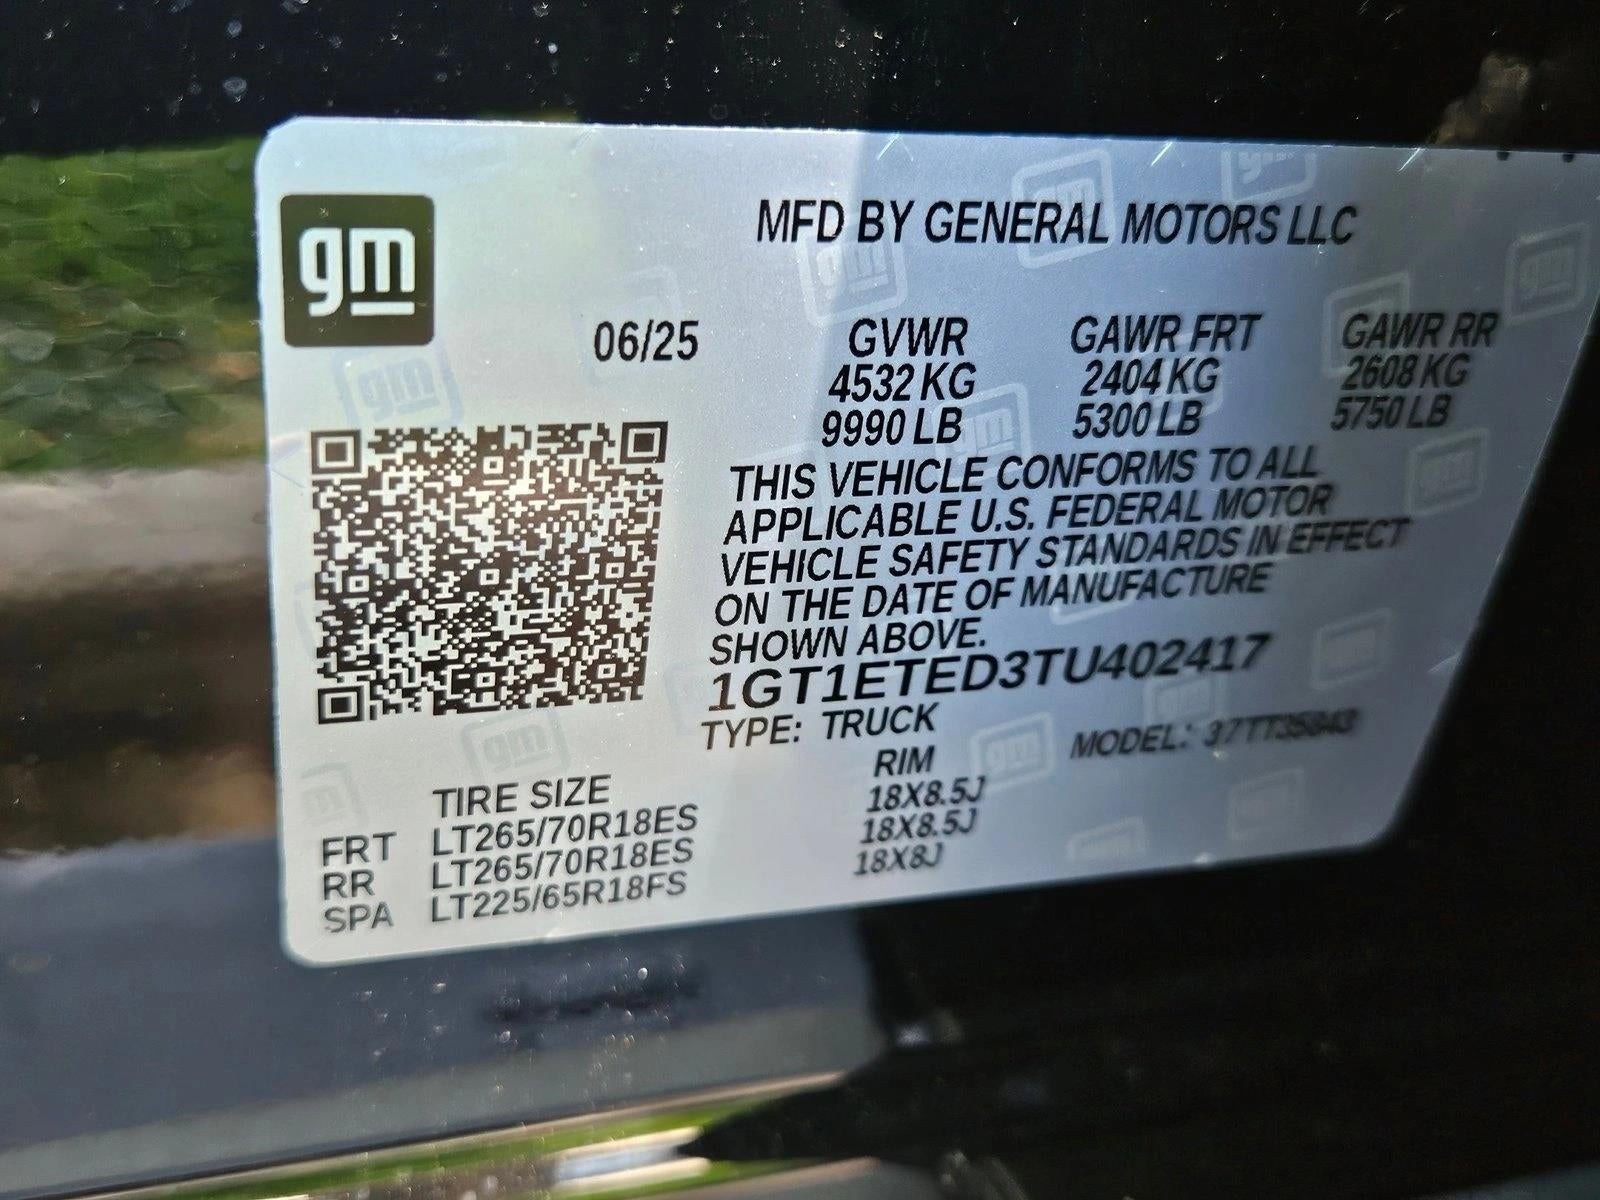 gm
MFD BY GENERAL MOTORS LLC
06/25 GVWR GAWR FRT GAWR RR
4532 KG 2404 KG 2608 KG
9990 LB 5300 LB 5750 LB
THIS VEHICLE CONFORMS TO ALL
APPLICABLE U.S. FEDERAL MOTOR
VEHICLE SAFETY STANDARDS IN EFFECT
ON THE DATE OF MANUFACTURE
SHOWN ABOVE.
1GT1ETED3TU402417
TYPE: TRUCK MODEL:
TIRE SIZE RIM
FRT LT265/70R18ES 18X8.5J
RR LT265/70R18ES 18X8.5J
SPA LT225/65R18FS 18X8J